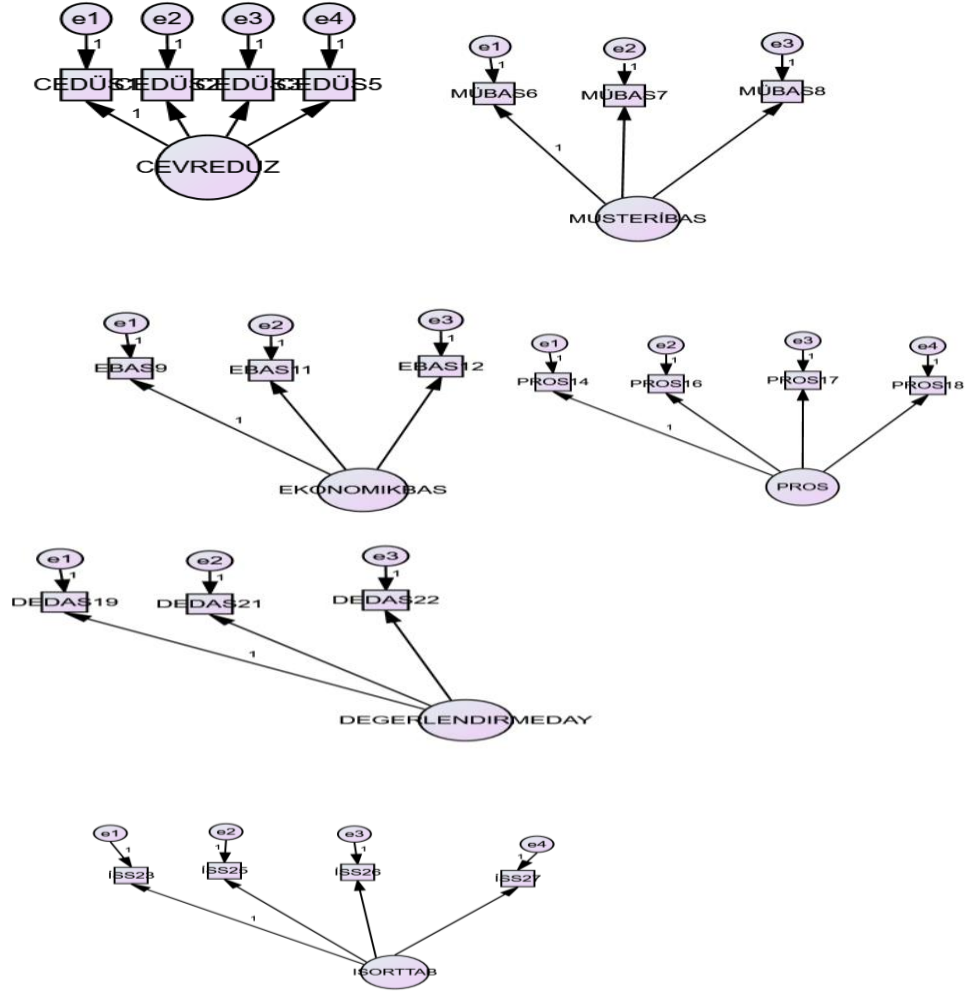 e1 e2 e3 e4
1 1 1 1
CEDÜS1 CEDÜS2 CEDÜS3 CEDÜS5
1
CEVREDUZ
e1 e2 e3
1 1 1
MÜBAS6 MÜBAS7 MÜBAS8
1
MUSTERİBAS
e1 e2 e3
1 1 1
EBAS9 EBAS11 EBAS12
1
EKONOMIKBAS
e1 e2 e3 e4
1 1 1 1
PROS14 PROS16 PROS17 PROS18
1
PROS
e1 e2 e3
1 1 1
DEDAS19 DEDAS21 DEDAS22
1
DEGERLENDIRMEDAY
e1 e2 e3 e4
1 1 1 1
İSS23 İSS25 İSS26 İSS27
1
ISORTTAB